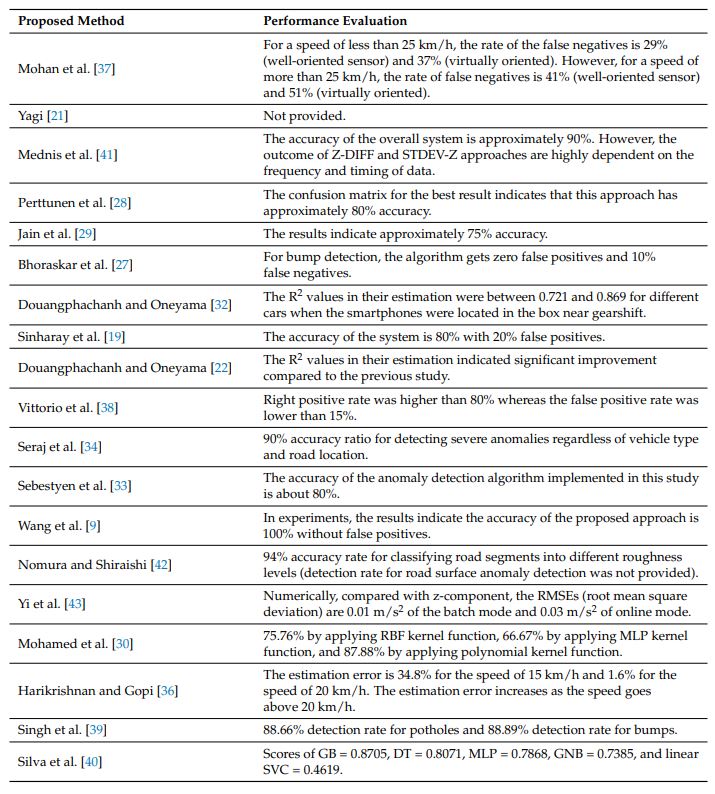 Proposed Method Performance Evaluation
Mohan et al. [37]
For a speed of less than 25 km/h, the rate of the false negatives is 29%
(well-oriented sensor) and 37% (virtually oriented). However, for a speed of
more than 25 km/h, the rate of false negatives is 41% (well-oriented sensor)
and 51% (virtually oriented).
Yagi [21] Not provided.
Mednis et al. [41]
The accuracy of the overall system is approximately 90%. However, the
outcome of Z-DIFF and STDEV-Z approaches are highly dependent on the
frequency and timing of data.
Perttunen et al. [28]
The confusion matrix for the best result indicates that this approach has
approximately 80% accuracy.
Jain et al. [29] The results indicate approximately 75% accuracy.
Bhoraskar et al. [27]
For bump detection, the algorithm gets zero false positives and 10%
false negatives.
Douangphachanh and Oneyama [32]
The R² values in their estimation were between 0.721 and 0.869 for different
cars when the smartphones were located in the box near gearshift.
Sinharay et al. [19] The accuracy of the system is 80% with 20% false positives.
Douangphachanh and Oneyama [22]
The R² values in their estimation indicated significant improvement
compared to the previous study.
Vittorio et al. [38]
Right positive rate was higher than 80% whereas the false positive rate was
lower than 15%.
Seraj et al. [34]
90% accuracy ratio for detecting severe anomalies regardless of vehicle type
and road location.
Sebestyen et al. [33]
The accuracy of the anomaly detection algorithm implemented in this study
is about 80%.
Wang et al. [9]
In experiments, the results indicate the accuracy of the proposed approach is
100% without false positives.
Nomura and Shiraishi [42]
94% accuracy rate for classifying road segments into different roughness
levels (detection rate for road surface anomaly detection was not provided).
Yi et al. [43]
Numerically, compared with z-component, the RMSEs (root mean square
deviation) are 0.01 m/s² of the batch mode and 0.03 m/s² of online mode.
Mohamed et al. [30]
75.76% by applying RBF kernel function, 66.67% by applying MLP kernel
function, and 87.88% by applying polynomial kernel function.
Harikrishnan and Gopi [36]
The estimation error is 34.8% for the speed of 15 km/h and 1.6% for the
speed of 20 km/h. The estimation error increases as the speed goes
above 20 km/h.
Singh et al. [39] 88.66% detection rate for potholes and 88.89% detection rate for bumps.
Silva et al. [40]
Scores of GB = 0.8705, DT = 0.8071, MLP = 0.7868, GNB = 0.7385, and linear
SVC = 0.4619.